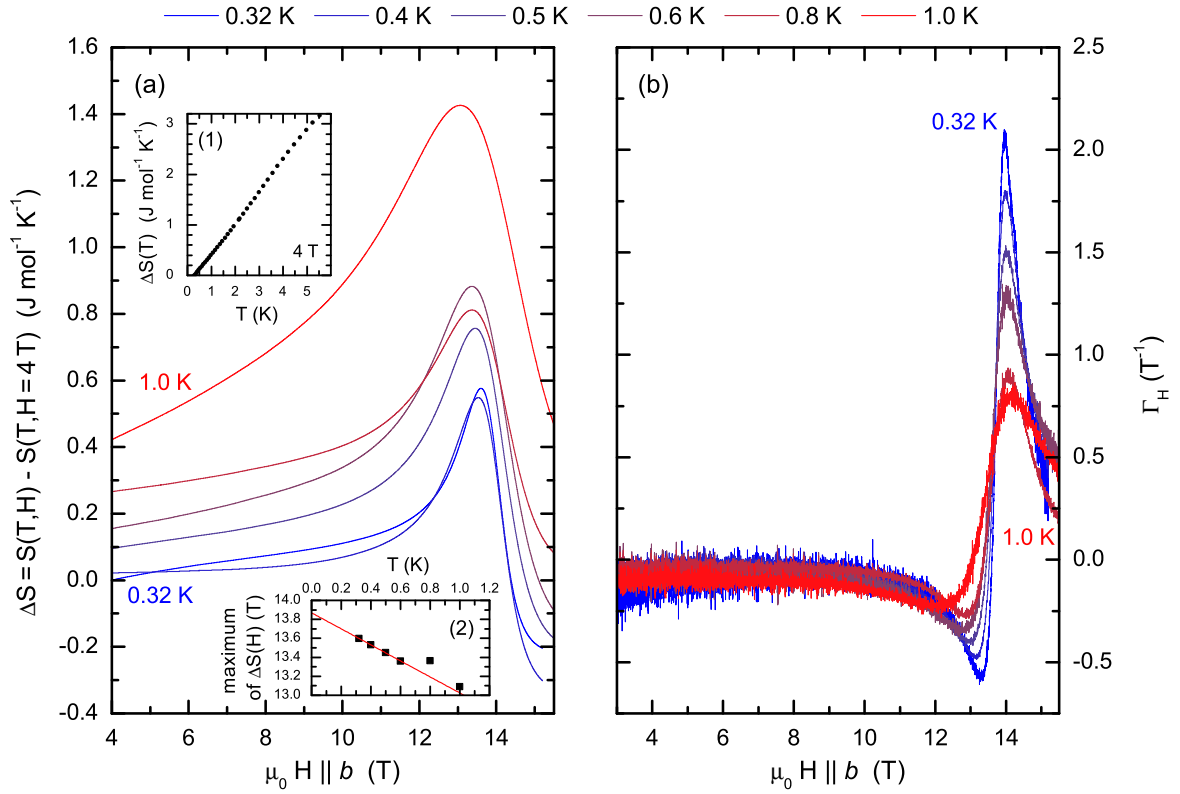 0.32 K 0.4 K 0.5 K 0.6 K 0.8 K 1.0 K
(a)
ΔS = S(T,H) - S(T,H = 4 T) (J mol⁻¹ K⁻¹)
1.6
1.4
1.2
1.0
0.8
0.6
0.4
0.2
0.0
-0.2
-0.4
4 6 8 10 12 14
μ₀ H || b (T)
1.0 K
0.32 K
(1)
ΔS(T) (J mol⁻¹ K⁻¹)
3
2
1
0
4 T
0 1 2 3 4 5
T (K)
T (K)
0.0 0.2 0.4 0.6 0.8 1.0 1.2
(2)
maximum
of ΔS(H) (T)
14.0
13.8
13.6
13.4
13.2
13.0
(b)
0.32 K
1.0 K
2.5
2.0
1.5
1.0
0.5
0.0
-0.5
Γ_H (T⁻¹)
4 6 8 10 12 14
μ₀ H || b (T)